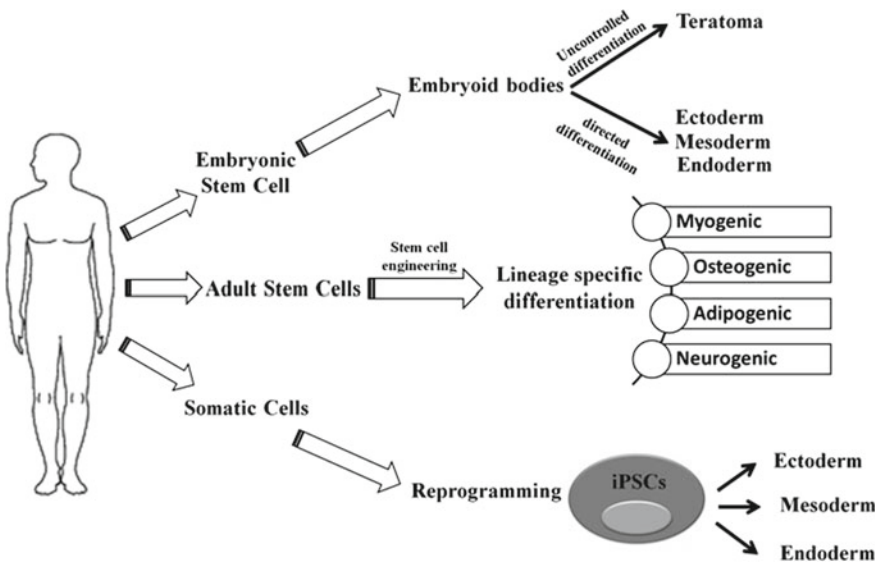 Uncontrolled
differentiation
Teratoma
Embryoid bodies
directed
differentiation
Ectoderm
Mesoderm
Endoderm
Embryonic
Stem Cell
Stem cell
engineering
Adult Stem Cells
Lineage specific
differentiation
Myogenic
Osteogenic
Adipogenic
Neurogenic
Somatic Cells
Reprogramming
iPSCs
Ectoderm
Mesoderm
Endoderm